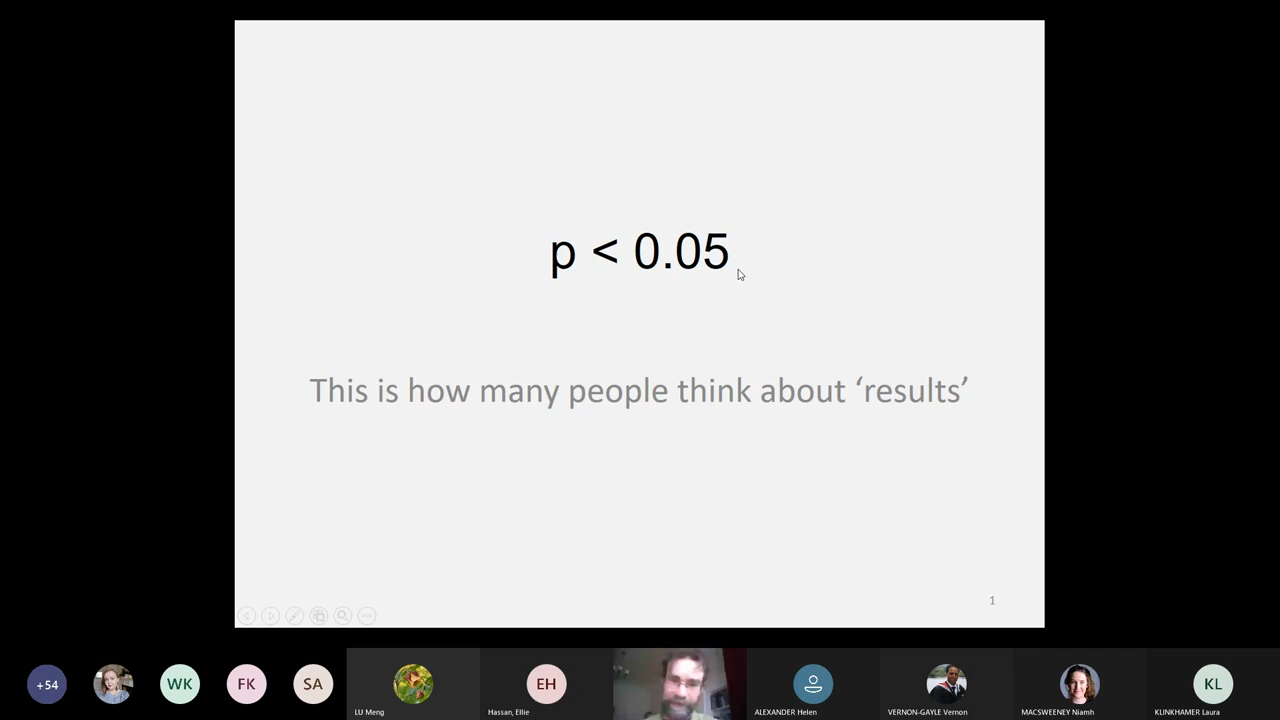 p < 0.05
This is how many people think about ‘results’
1
+54
WK
FK
SA
LU Meng
EH
Hassan, Ellie
ALEXANDER Helen
VERNON-GAYLE Vernon
MACSWEENEY Niamh
KL
KLINKHAMER Laura